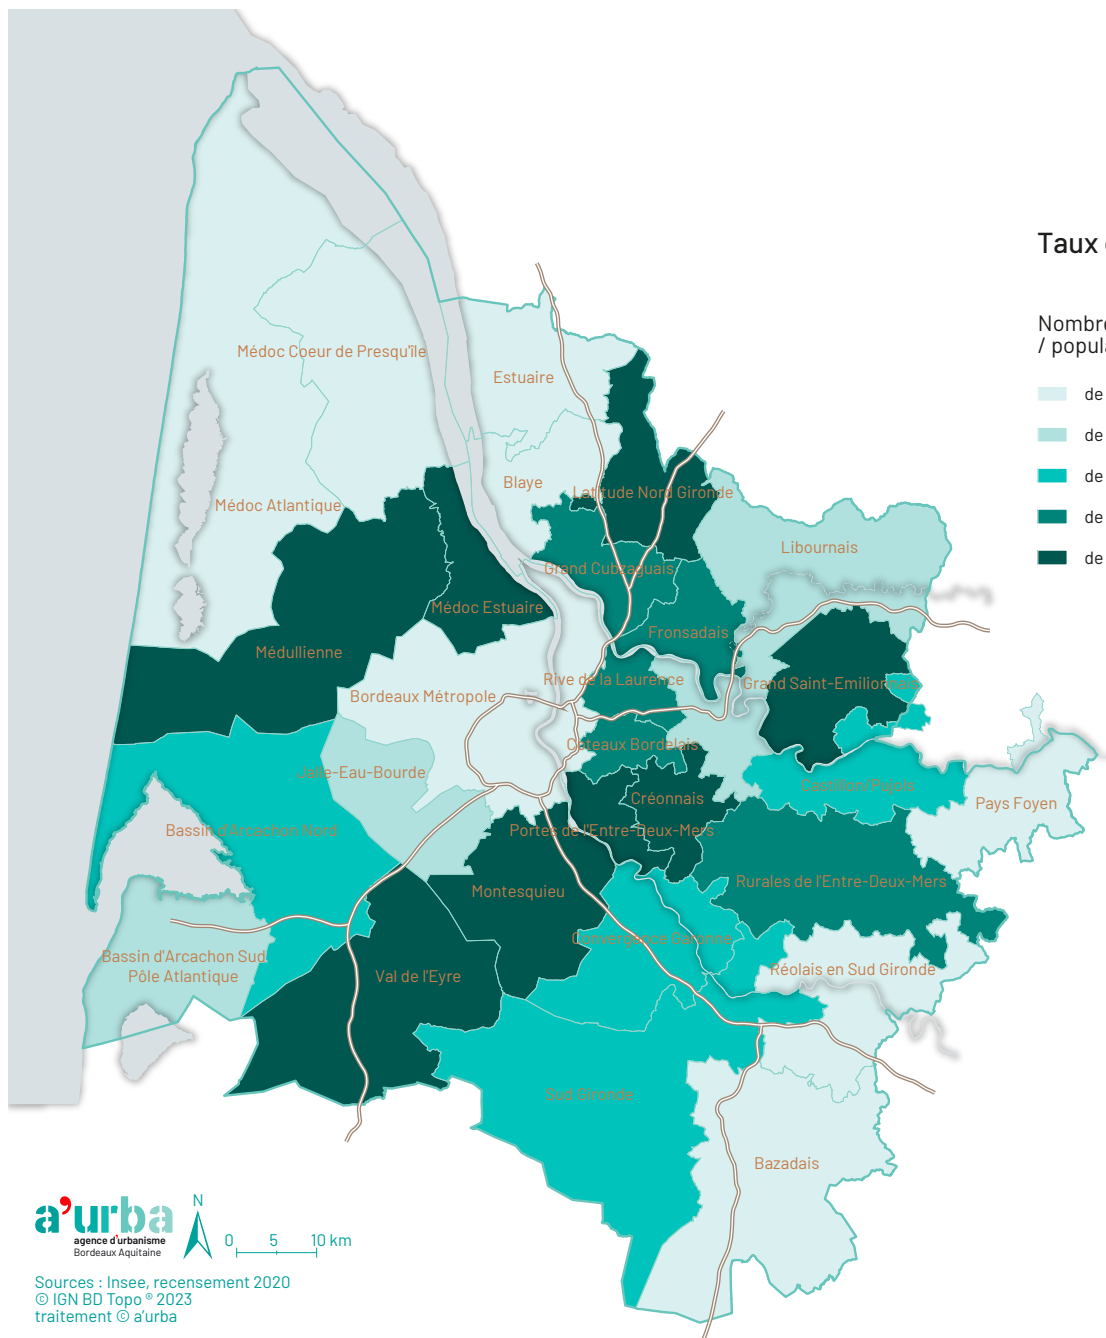 Taux
Nombre
/ popula
de
de
de
de
de
Médoc Coeur de Presqu'île
Estuaire
Blaye
Latitude Nord Gironde
Médoc Atlantique
Libournais
Grand Cubzaguais
Médoc Estuaire
Fronsadais
Médullienne
Rive de la Laurence
Grand Saint-Emilionnais
Bordeaux Métropole
Coteaux Bordelais
Jalle-Eau-Bourde
Castillon/Pujols
Créonnais
Pays Foyen
Bassin d'Arcachon Nord
Portes de l'Entre-Deux-Mers
Montesquieu
Rurales de l'Entre-Deux-Mers
Convergence Garonne
Bassin d'Arcachon Sud
Pôle Atlantique
Val de l'Eyre
Réolais en Sud Gironde
Sud Gironde
Bazadais
a'urba
agence d'urbanisme
Bordeaux Aquitaine
N
0 5 10 km
Sources : Insee, recensement 2020
© IGN BD Topo ® 2023
traitement © a'urba